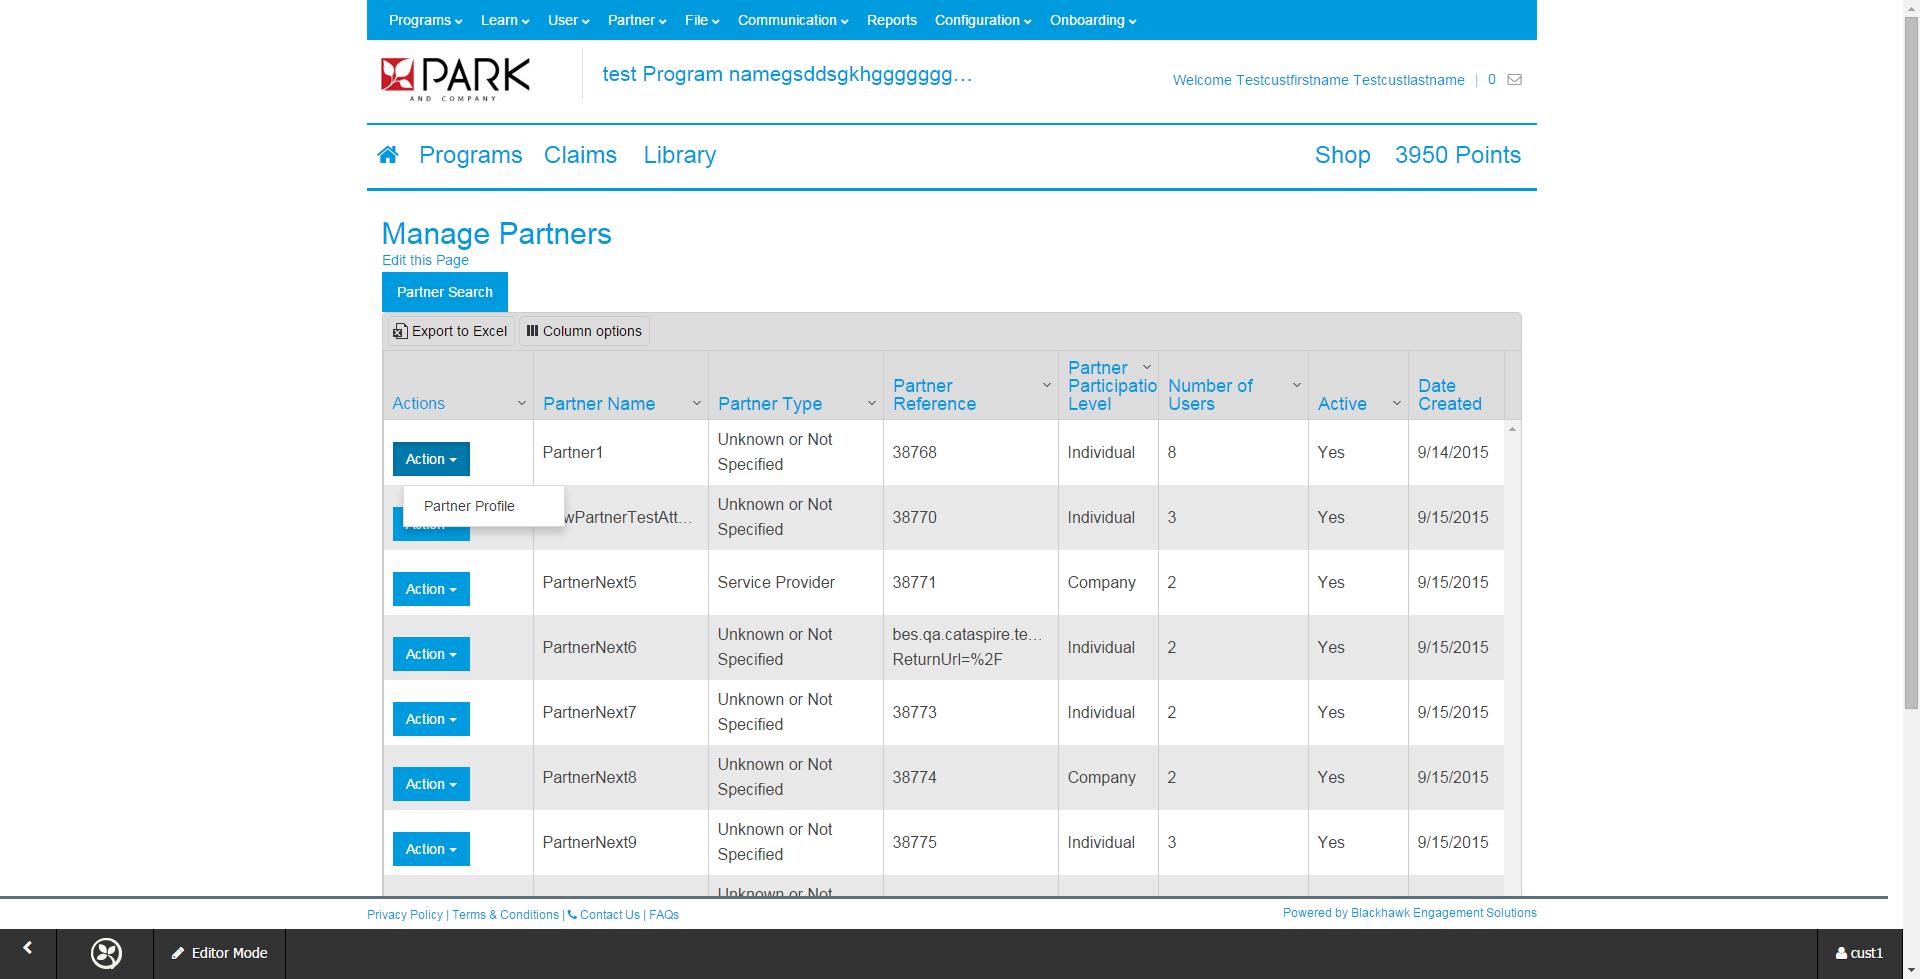 Programs Learn User Partner File Communication Reports Configuration Onboarding
PARK
AND COMPANY
test Program namegsddsgkhggggggg...
Welcome Testcustfirstname Testcustlastname | 0
Programs Claims Library Shop 3950 Points
Manage Partners
Edit this Page
Partner Search
Export to Excel Column options
Actions Partner Name Partner Type Partner Reference Partner Participatio Level Number of Users Active Date Created
Action Partner1 Unknown or Not Specified 38768 Individual 8 Yes 9/14/2015
Partner Profile
wPartnerTestAtt... Unknown or Not Specified 38770 Individual 3 Yes 9/15/2015
Action PartnerNext5 Service Provider 38771 Company 2 Yes 9/15/2015
Action PartnerNext6 Unknown or Not Specified bes.qa.cataspire.te... ReturnUrl=%2F Individual 2 Yes 9/15/2015
Action PartnerNext7 Unknown or Not Specified 38773 Individual 2 Yes 9/15/2015
Action PartnerNext8 Unknown or Not Specified 38774 Company 2 Yes 9/15/2015
Action PartnerNext9 Unknown or Not Specified 38775 Individual 3 Yes 9/15/2015
Unknown or Not
Privacy Policy | Terms & Conditions | Contact Us | FAQs
Powered by Blackhawk Engagement Solutions
Editor Mode
cust1